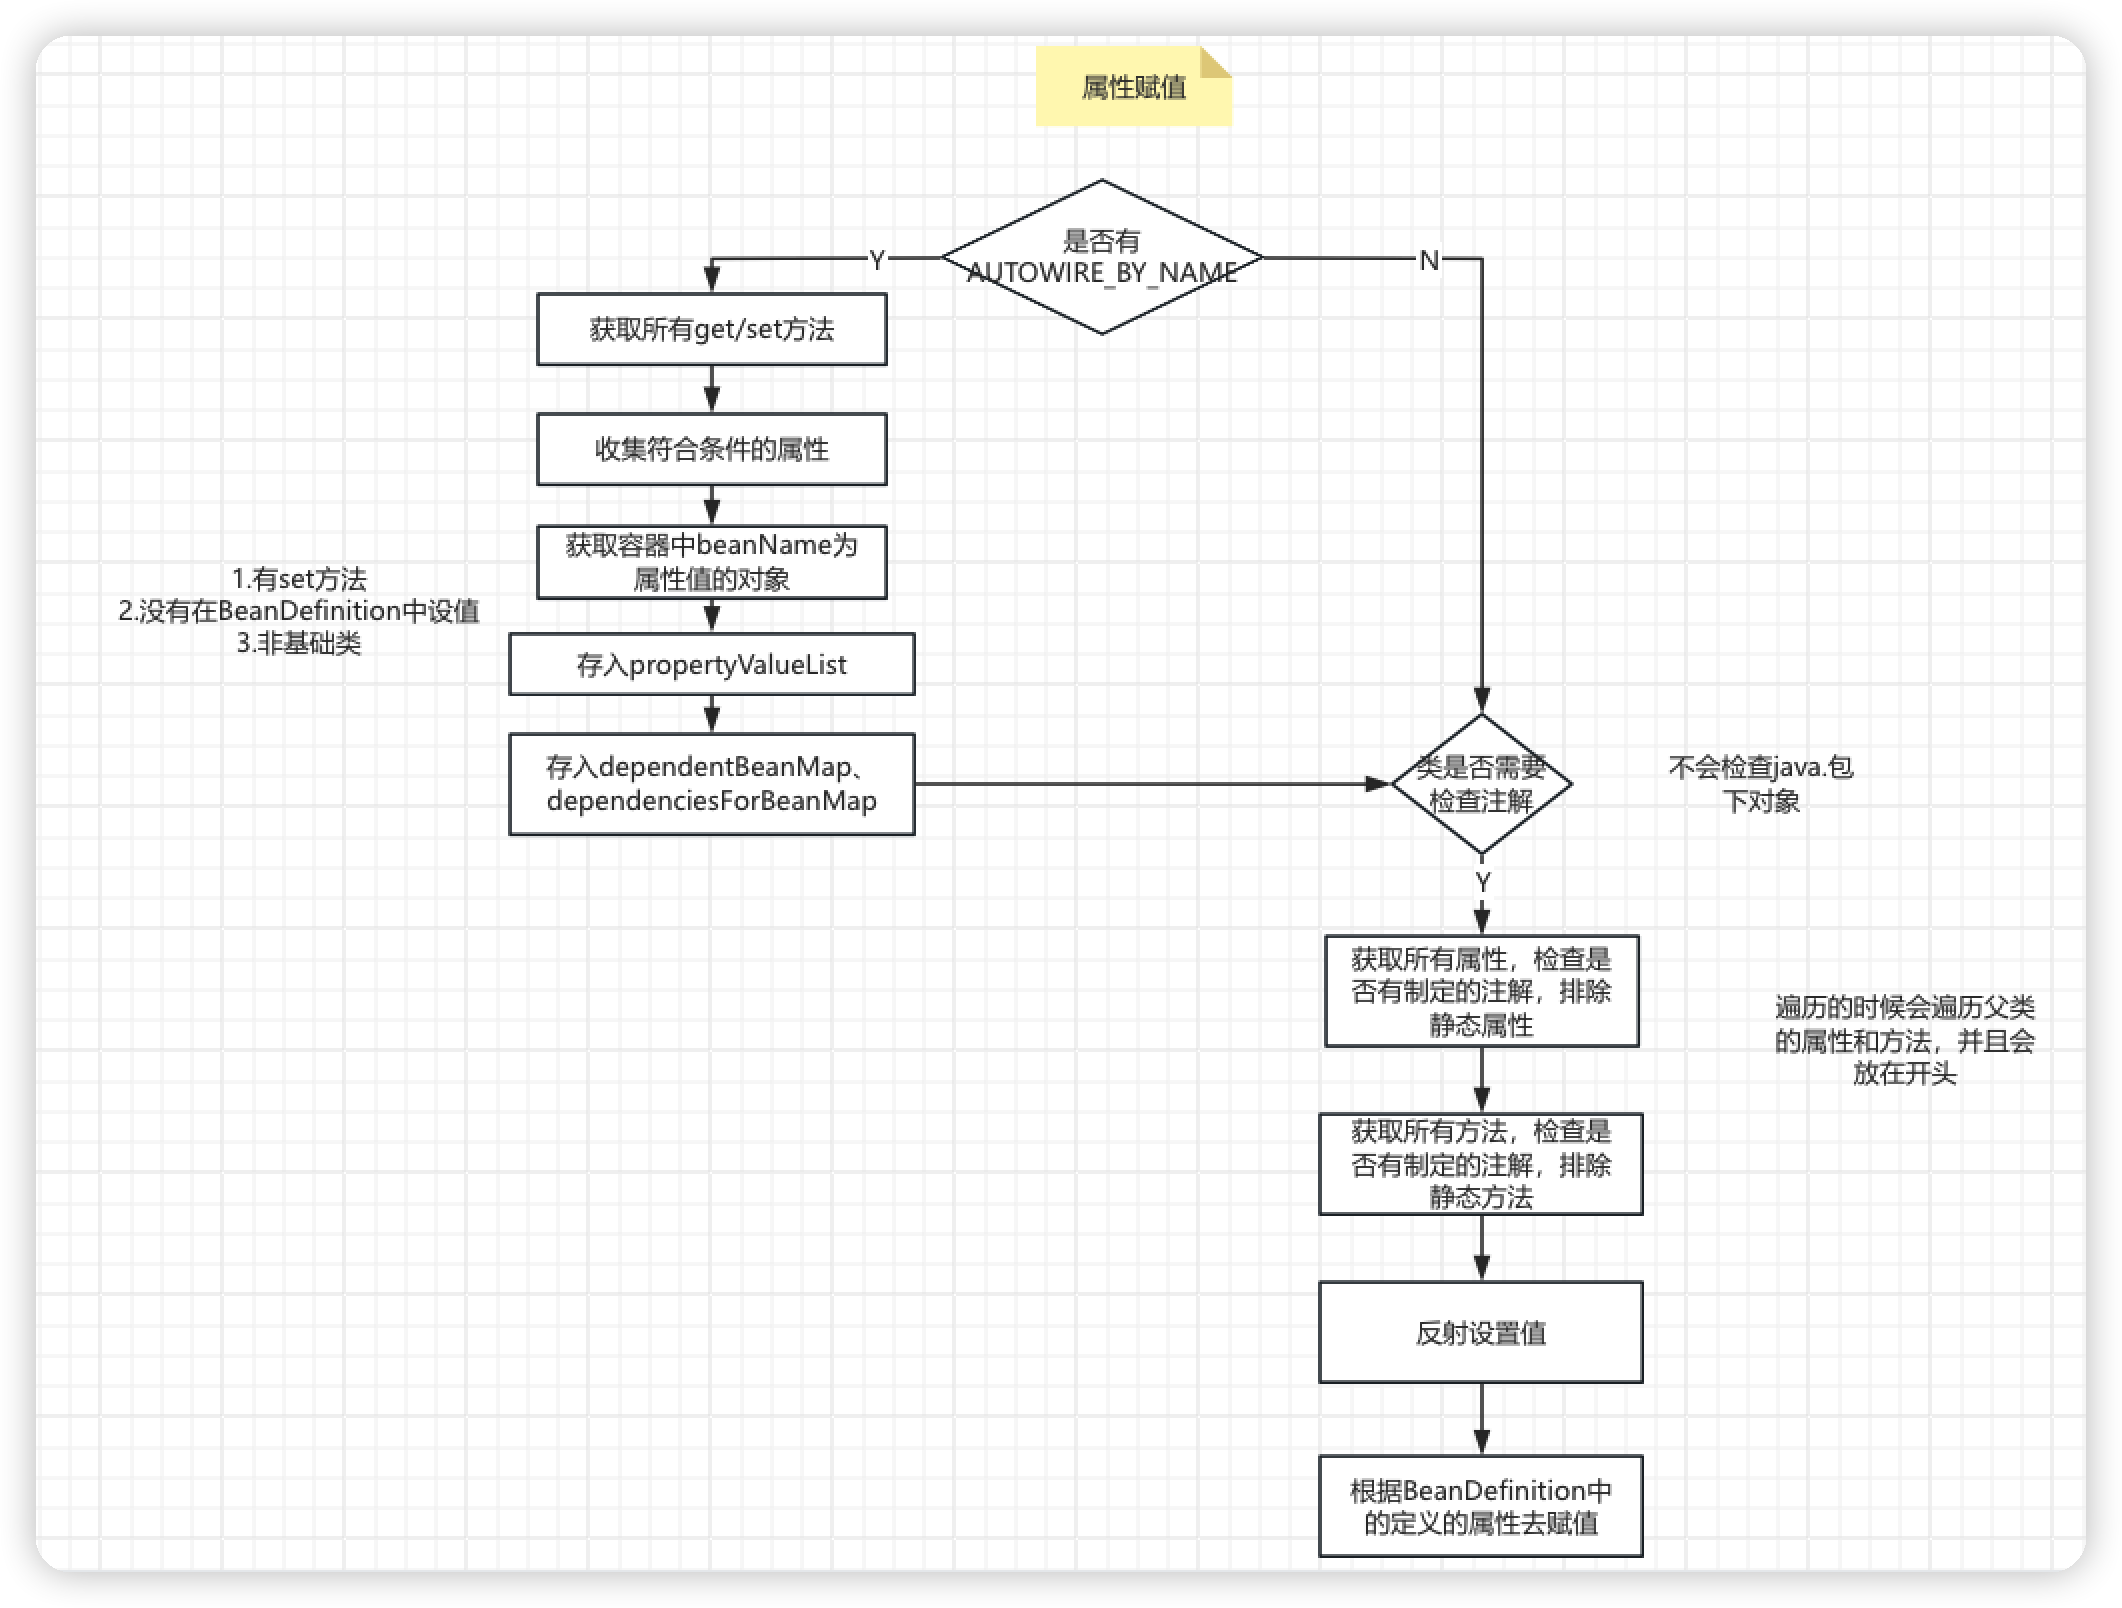 属性赋值
是否有
AUTOWIRE_BY_NAME
Y
N
获取所有get/set方法
收集符合条件的属性
获取容器中beanName为
属性值的对象
1.有set方法
2.没有在BeanDefinition中设值
3.非基础类
存入propertyValueList
存入dependentBeanMap、
dependenciesForBeanMap
类是否需要
检查注解
不会检查java.包
下对象
Y
获取所有属性，检查是
否有制定的注解，排除
静态属性
遍历的时候会遍历父类
的属性和方法，并且会
放在开头
获取所有方法，检查是
否有制定的注解，排除
静态方法
反射设置值
根据BeanDefinition中
的定义的属性去赋值